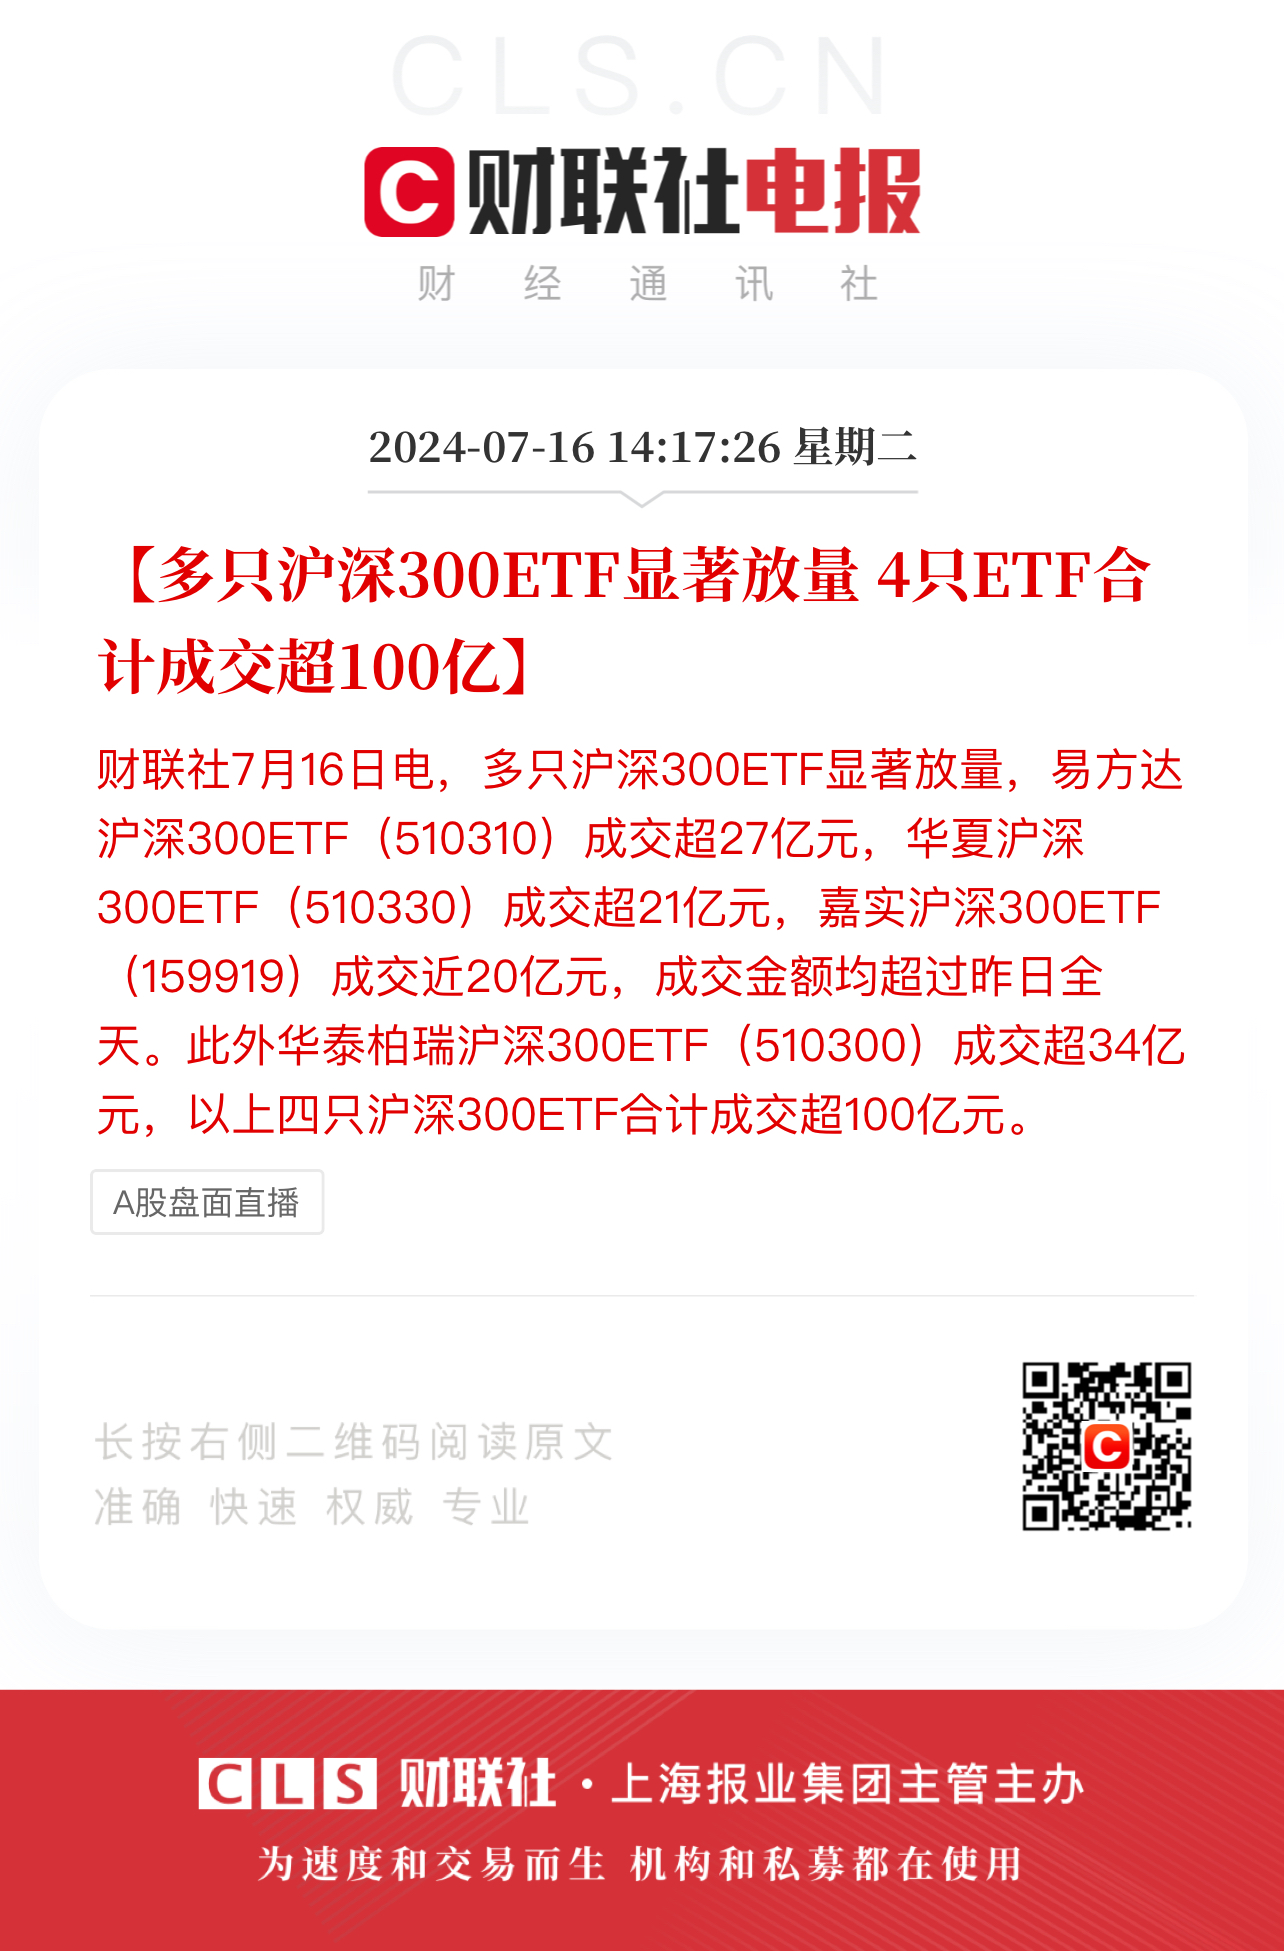 CLS.CN
C 财联社电报
财经通讯社
2024-07-16 14:17:26 星期二
【多只沪深300ETF显著放量 4只ETF合
计成交超100亿】
财联社7月16日电，多只沪深300ETF显著放量，易方达
沪深300ETF（510310）成交超27亿元，华夏沪深
300ETF（510330）成交超21亿元，嘉实沪深300ETF
（159919）成交近20亿元，成交金额均超过昨日全
天。此外华泰柏瑞沪深300ETF（510300）成交超34亿
元，以上四只沪深300ETF合计成交超100亿元。
A股盘面直播
长按右侧二维码阅读原文
准确 快速 权威 专业
C
CLS 财联社·上海报业集团主管主办
为速度和交易而生 机构和私募都在使用